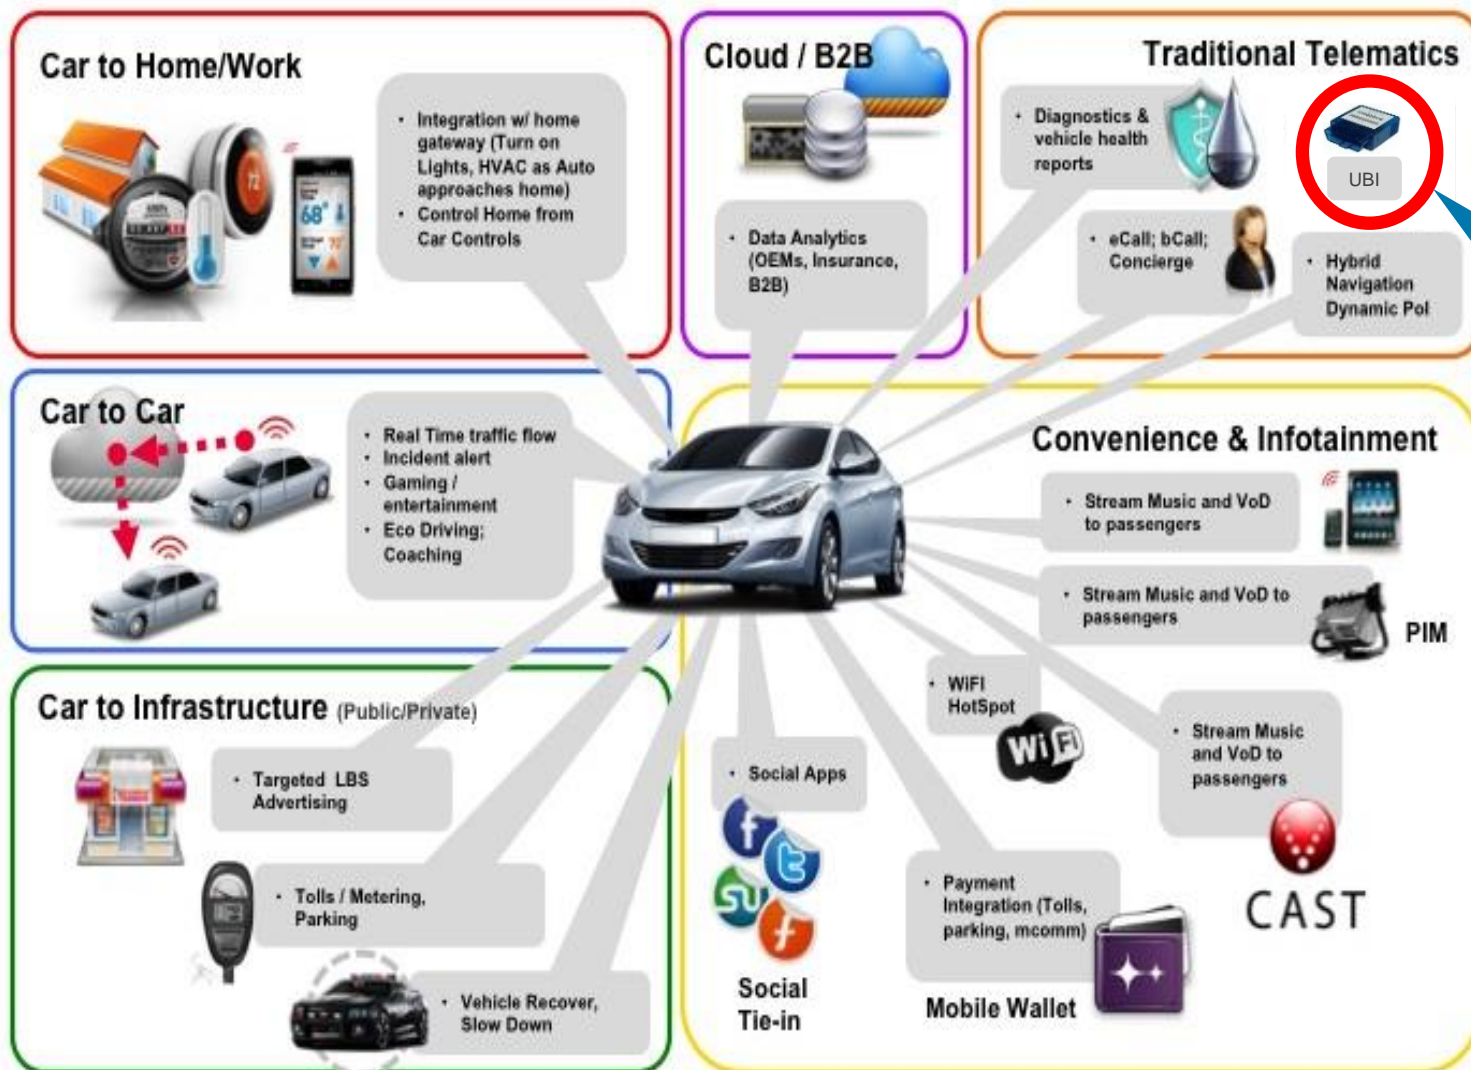 Car to Home/Work
• Integration w/ home
gateway (Turn on
Lights, HVAC as Auto
approaches home)
• Control Home from
Car Controls
72
68°
Cloud / B2B
• Data Analytics
(OEMs, Insurance,
B2B)
Traditional Telematics
• Diagnostics &
vehicle health
reports
UBI
• eCall; bCall;
Concierge
• Hybrid
Navigation
Dynamic PoI
Car to Car
• Real Time traffic flow
• Incident alert
• Gaming /
entertainment
• Eco Driving;
Coaching
Convenience & Infotainment
• Stream Music and VoD
to passengers
• Stream Music and VoD to
passengers
PIM
• WiFI
HotSpot
WiFi
• Stream Music
and VoD to
passengers
CAST
• Social Apps
f
t
su
f
Social
Tie-in
• Payment
Integration (Tolls,
parking, mcomm)
Mobile Wallet
Car to Infrastructure (Public/Private)
• Targeted LBS
Advertising
• Tolls / Metering,
Parking
• Vehicle Recover,
Slow Down